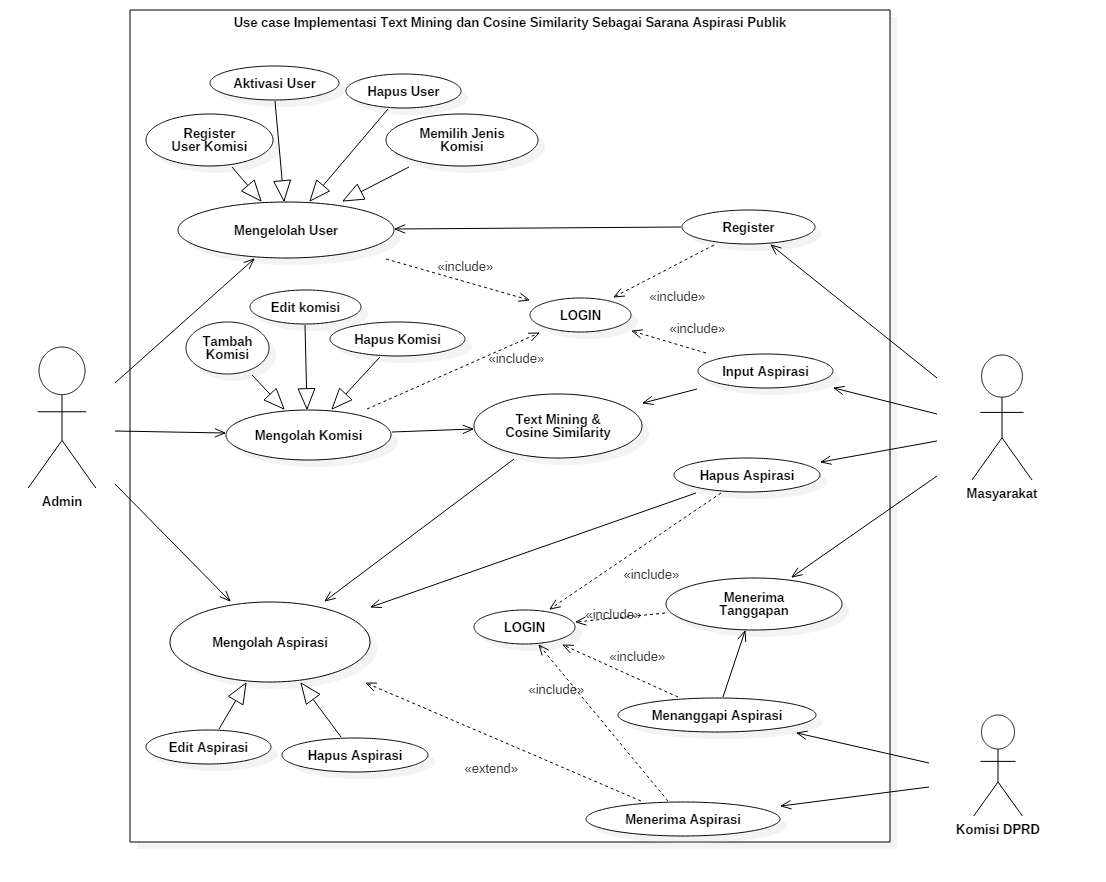 Use case Implementasi Text Mining dan Cosine Similarity Sebagai Sarana Aspirasi Publik
Aktivasi User
Hapus User
Register
User Komisi
Memilih Jenis
Komisi
Mengelolah User
Register
«include»
«include»
Edit komisi
LOGIN
«include»
Tambah
Komisi
Hapus Komisi
«include»
Input Aspirasi
Mengolah Komisi
Text Mining &
Cosine Similarity
Hapus Aspirasi
Admin
Masyarakat
«include»
Menerima
Tanggapan
«include»
LOGIN
Mengolah Aspirasi
«include»
«include»
Menanggapi Aspirasi
Edit Aspirasi
Hapus Aspirasi
«extend»
Menerima Aspirasi
Komisi DPRD